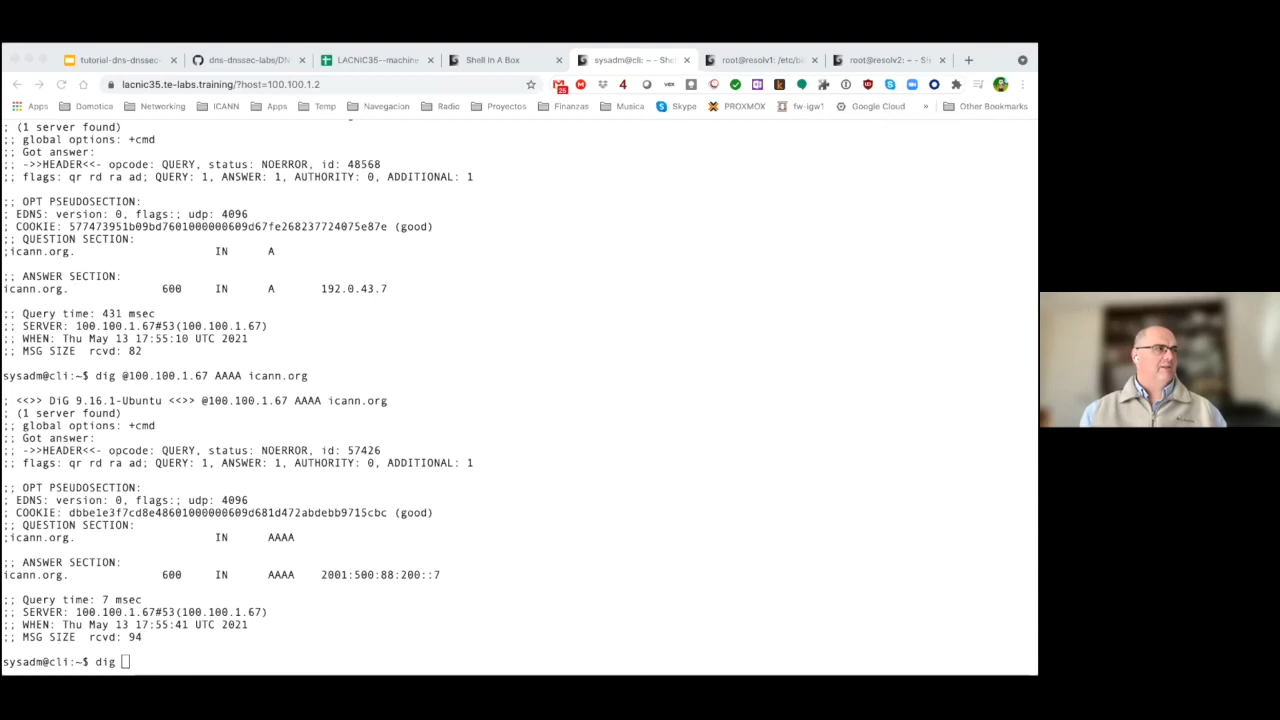 tutorial-dns-dnssec-
dns-dnssec-labs/DN
LACNIC35--machine
Shell In A Box
sysadm@cli: ~ - Shel
root@resolv1: /etc/bi
root@resolv2: ~ - Sh
lacnic35.te-labs.training/?host=100.100.1.2
Apps
Domotica
Networking
ICANN
Apps
Temp
Navegacion
Radio
Proyectos
Finanzas
Musica
Skype
PROXMOX
fw-igw1
Google Cloud
»
Other Bookmarks
; (1 server found)
;; global options: +cmd
;; Got answer:
;; ->>HEADER<<- opcode: QUERY, status: NOERROR, id: 48568
;; flags: qr rd ra ad; QUERY: 1, ANSWER: 1, AUTHORITY: 0, ADDITIONAL: 1
;; OPT PSEUDOSECTION:
; EDNS: version: 0, flags:; udp: 4096
; COOKIE: 577473951b09bd7601000000609d67fe268237724075e87e (good)
;; QUESTION SECTION:
;icann.org. IN A
;; ANSWER SECTION:
icann.org. 600 IN A 192.0.43.7
;; Query time: 431 msec
;; SERVER: 100.100.1.67#53(100.100.1.67)
;; WHEN: Thu May 13 17:55:10 UTC 2021
;; MSG SIZE rcvd: 82
sysadm@cli:~$ dig @100.100.1.67 AAAA icann.org
; <<>> DiG 9.16.1-Ubuntu <<>> @100.100.1.67 AAAA icann.org
; (1 server found)
;; global options: +cmd
;; Got answer:
;; ->>HEADER<<- opcode: QUERY, status: NOERROR, id: 57426
;; flags: qr rd ra ad; QUERY: 1, ANSWER: 1, AUTHORITY: 0, ADDITIONAL: 1
;; OPT PSEUDOSECTION:
; EDNS: version: 0, flags:; udp: 4096
; COOKIE: dbbe1e3f7cd8e48601000000609d681d472abdebb9715cbc (good)
;; QUESTION SECTION:
;icann.org. IN AAAA
;; ANSWER SECTION:
icann.org. 600 IN AAAA 2001:500:88:200::7
;; Query time: 7 msec
;; SERVER: 100.100.1.67#53(100.100.1.67)
;; WHEN: Thu May 13 17:55:41 UTC 2021
;; MSG SIZE rcvd: 94
sysadm@cli:~$ dig